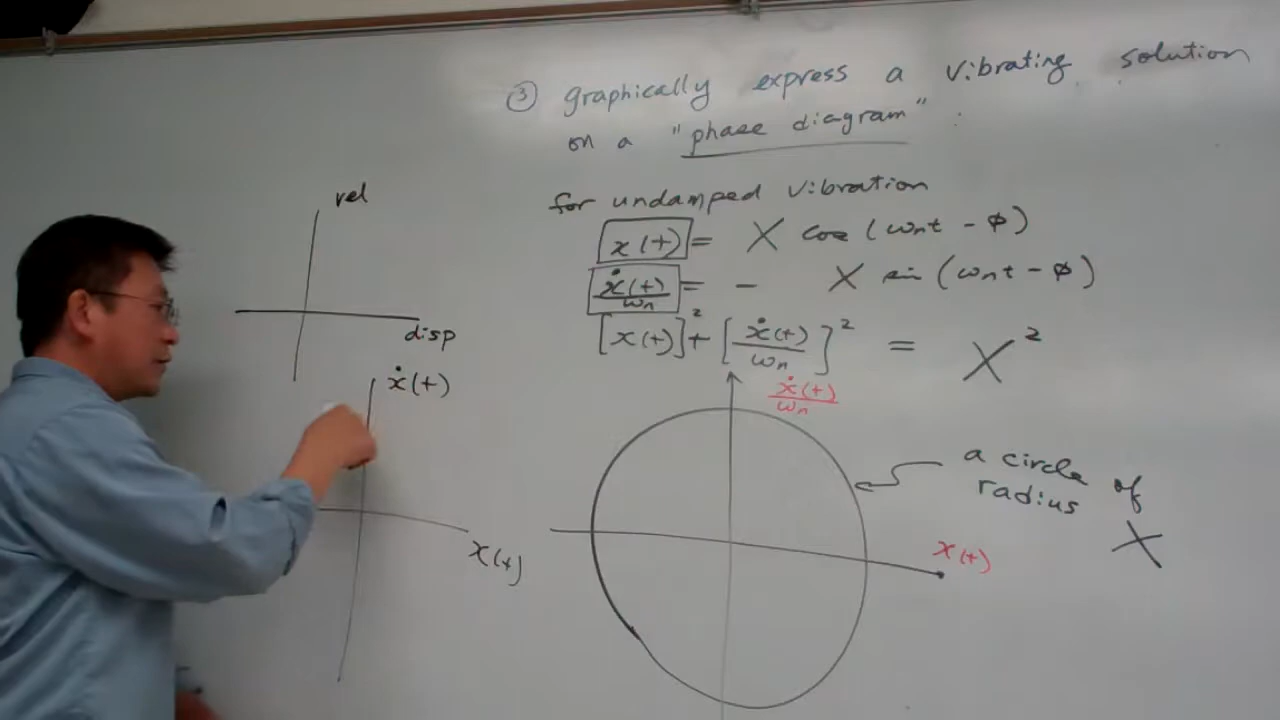 ③ graphically express a vibrating solution
on a "phase diagram"
for undamped vibration
x(t) = X cos(ωnt - φ)
ẋ(t)/ωn = - X sin(ωnt - φ)
[x(t)]² + [ẋ(t)/ωn]² = X²
vel
disp
ẋ(t)
x(t)
ẋ(t)/ωn
x(t)
a circle of
radius
X